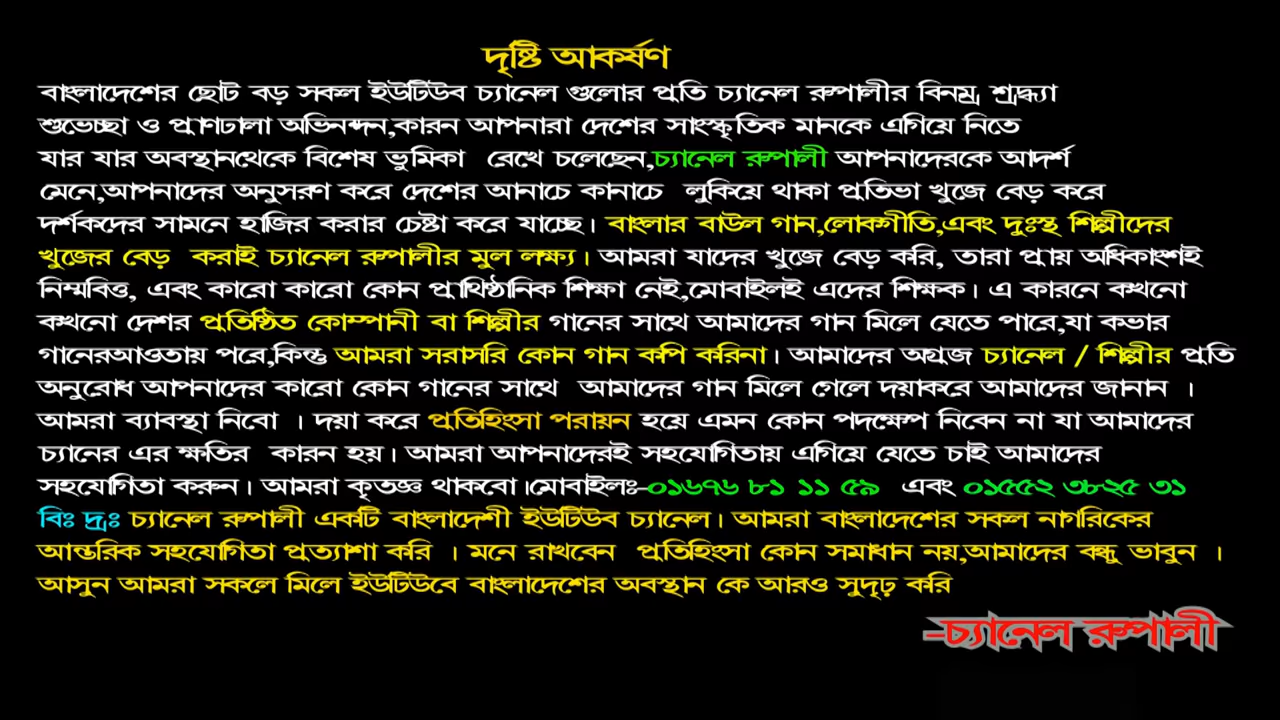 দৃষ্টি আকর্ষণ
বাংলাদেশের ছোট বড় সকল ইউটিউব চ্যানেল গুলোর প্রতি চ্যানেল রুপালীর বিনম্র শ্রদ্ধ্যা
শুভেচ্ছা ও প্রাণঢালা অভিনন্দন,কারন আপনারা দেশের সাংস্কৃতিক মানকে এগিয়ে নিতে
যার যার অবস্থানথেকে বিশেষ ভুমিকা রেখে চলেছেন,চ্যানেল রুপালী আপনাদেরকে আদর্শ
মেনে,আপনাদের অনুসরুণ করে দেশের আনাচে কানাচে লুকিয়ে থাকা প্রতিভা খুজে বেড় করে
দর্শকদের সামনে হাজির করার চেষ্টা করে যাচ্ছে। বাংলার বাউল গান,লোকগীতি,এবং দুঃস্থ শিল্পীদের
খুজের বেড় করাই চ্যানেল রুপালীর মুল লক্ষ্য। আমরা যাদের খুজে বেড় করি, তারা প্রায় অধিকাংশই
নিম্মবিত্ত, এবং কারো কারো কোন প্রাথিষ্ঠানিক শিক্ষা নেই,মোবাইলই এদের শিক্ষক। এ কারনে কখনো
কখনো দেশর প্রতিষ্ঠিত কোম্পানী বা শিল্পীর গানের সাথে আমাদের গান মিলে যেতে পারে,যা কভার
গানেরআওতায় পরে,কিন্তু আমরা সরাসরি কোন গান কপি করিনা। আমাদের অগ্রজ চ্যানেল / শিল্পীর প্রতি
অনুরোধ আপনাদের কারো কোন গানের সাথে আমাদের গান মিলে গেলে দয়াকরে আমাদের জানান ।
আমরা ব্যাবস্থা নিবো । দয়া করে প্রতিহিংসা পরায়ন হয়ে এমন কোন পদক্ষেপ নিবেন না যা আমাদের
চ্যানের এর ক্ষতির কারন হয়। আমরা আপনাদেরই সহযোগিতায় এগিয়ে যেতে চাই আমাদের
সহযোগিতা করুন। আমরা কৃতজ্ঞ থাকবো।মোবাইলঃ-০১৬৭৬ ৮১ ১১ ৫৯ এবং ০১৫৫২ ৩৮২৫ ৩১
বিঃ দ্রঃ চ্যানেল রুপালী একটি বাংলাদেশী ইউটিউব চ্যানেল। আমরা বাংলাদেশের সকল নাগরিকের
আন্তরিক সহযোগিতা প্রত্যাশা করি । মনে রাখবেন প্রতিহিংসা কোন সমাধান নয়,আমাদের বন্ধু ভাবুন ।
আসুন আমরা সকলে মিলে ইউটিউবে বাংলাদেশের অবস্থান কে আরও সুদৃঢ় করি
-চ্যানেল রুপালী